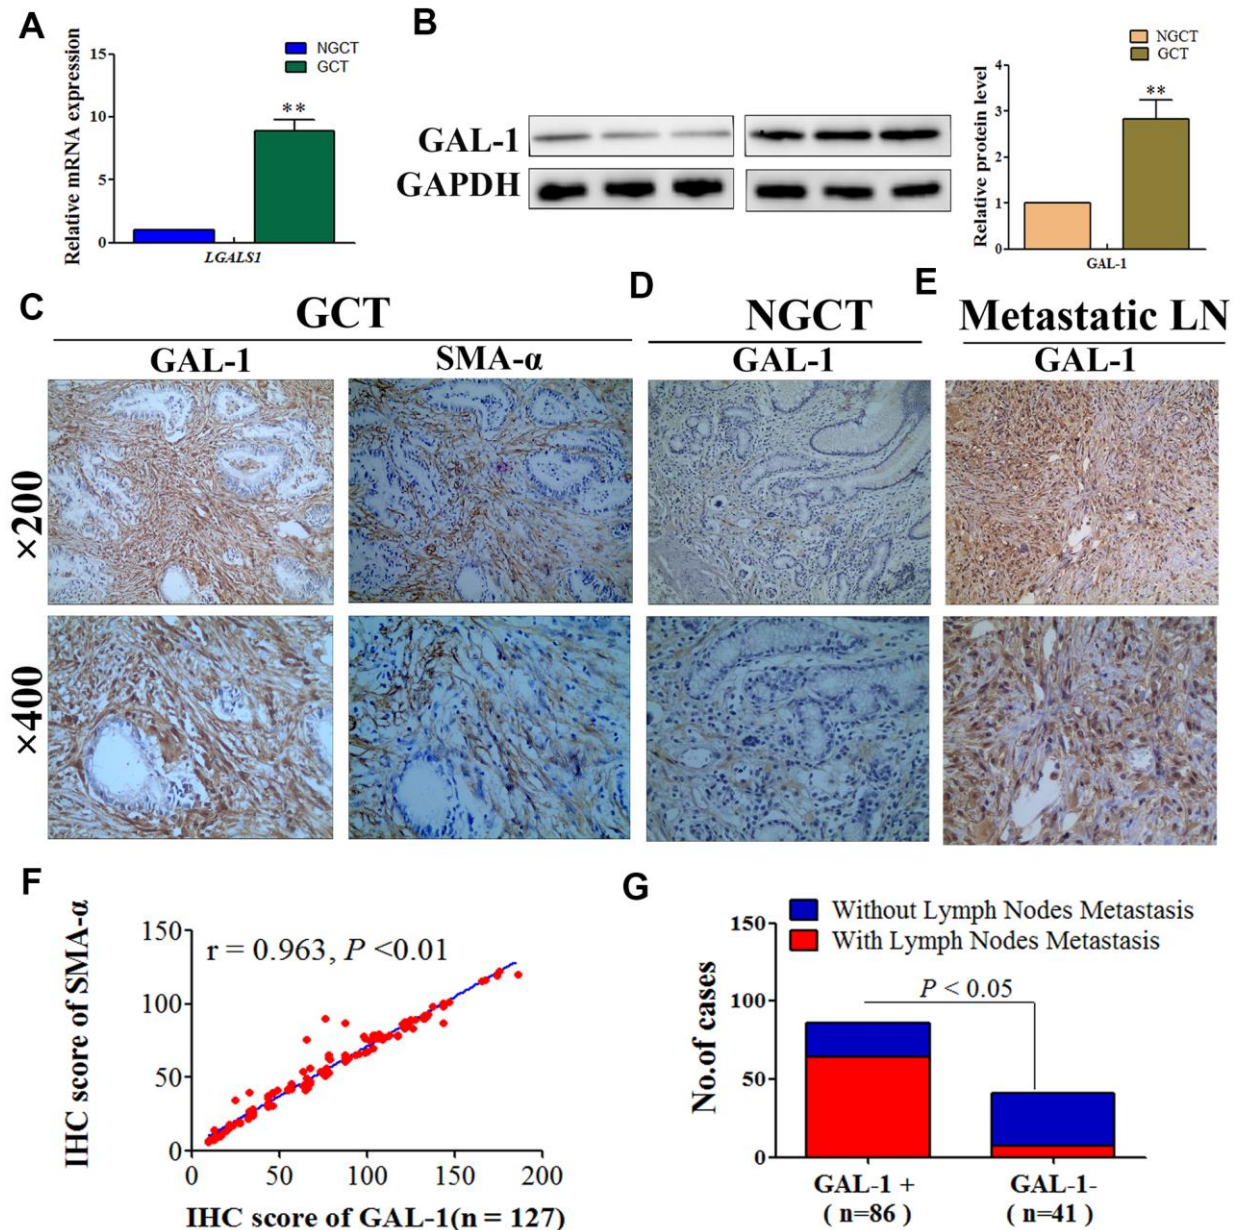 A
NGCT
GCT
Relative mRNA expression
15
10
5
0
**
LGALS1
B
GAL-1
GAPDH
NGCT
GCT
Relative protein level
4
3
2
1
0
**
GAL-1
C
GCT
GAL-1
SMA-α
D
NGCT
GAL-1
E
Metastatic LN
GAL-1
×200
×400
F
IHC score of SMA-α
150
100
50
0
r = 0.963, P <0.01
0 50 100 150 200
IHC score of GAL-1(n = 127)
G
Without Lymph Nodes Metastasis
With Lymph Nodes Metastasis
No.of cases
150
100
50
0
P < 0.05
GAL-1 +
( n=86 )
GAL-1-
( n=41 )